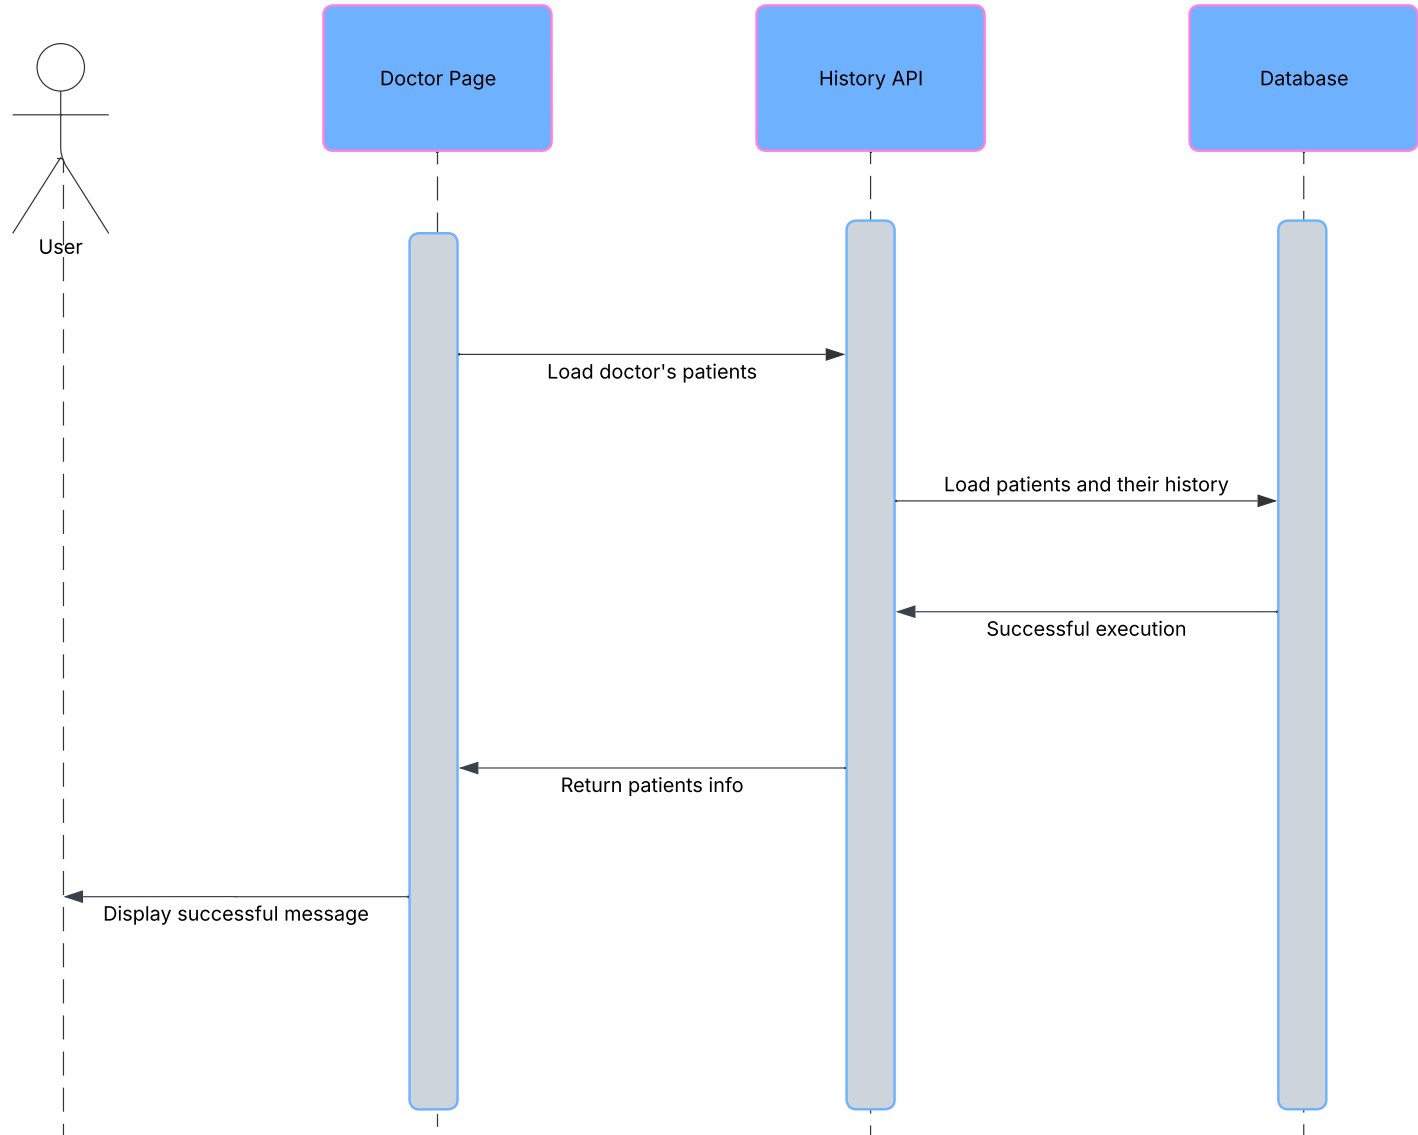 Doctor Page
History API
Database
User
Load doctor's patients
Load patients and their history
Successful execution
Return patients info
Display successful message